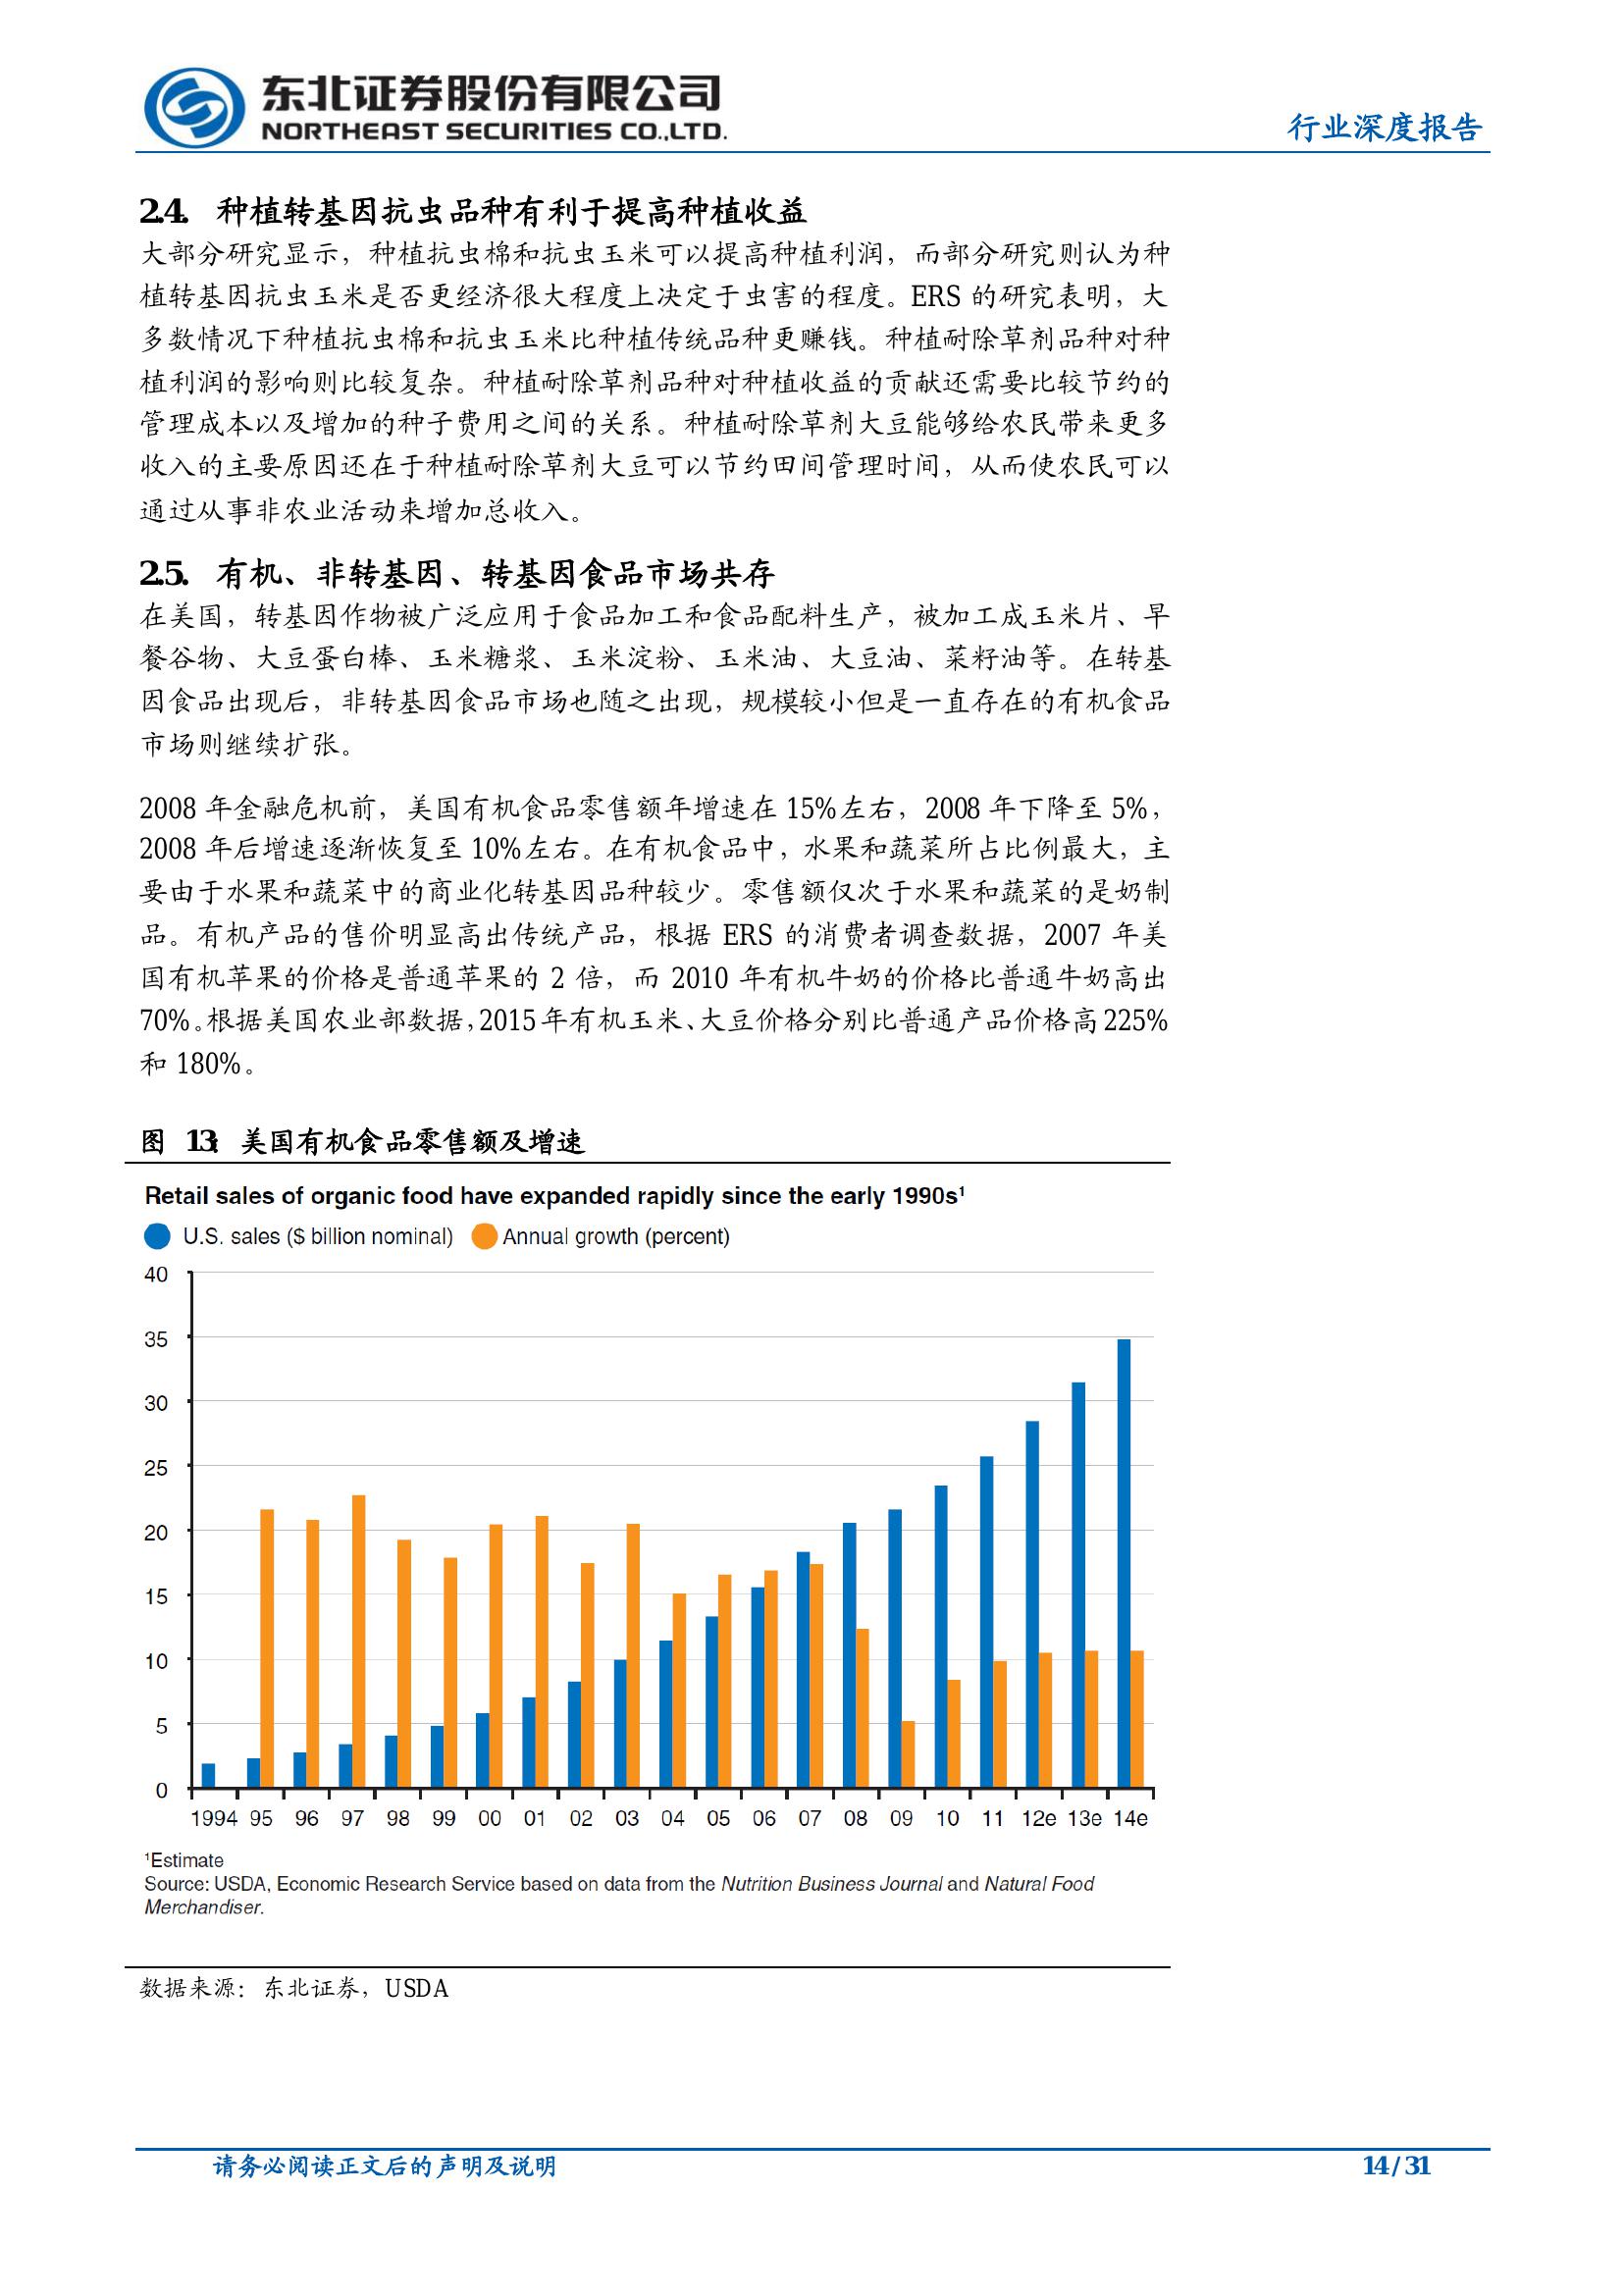 东北证券股份有限公司
NORTHEAST SECURITIES CO.,LTD.
行业深度报告
2.4. 种植转基因抗虫品种有利于提高种植收益
大部分研究显示，种植抗虫棉和抗虫玉米可以提高种植利润，而部分研究则认为种
植转基因抗虫玉米是否更经济很大程度上决定于虫害的程度。ERS 的研究表明，大
多数情况下种植抗虫棉和抗虫玉米比种植传统品种更赚钱。种植耐除草剂品种对种
植利润的影响则比较复杂。种植耐除草剂品种对种植收益的贡献还需要比较节约的
管理成本以及增加的种子费用之间的关系。种植耐除草剂大豆能够给农民带来更多
收入的主要原因还在于种植耐除草剂大豆可以节约田间管理时间，从而使农民可以
通过从事非农业活动来增加总收入。
2.5. 有机、非转基因、转基因食品市场共存
在美国，转基因作物被广泛应用于食品加工和食品配料生产，被加工成玉米片、早
餐谷物、大豆蛋白棒、玉米糖浆、玉米淀粉、玉米油、大豆油、菜籽油等。在转基
因食品出现后，非转基因食品市场也随之出现，规模较小但是一直存在的有机食品
市场则继续扩张。
2008 年金融危机前，美国有机食品零售额年增速在 15%左右，2008 年下降至 5%，
2008 年后增速逐渐恢复至 10%左右。在有机食品中，水果和蔬菜所占比例最大，主
要由于水果和蔬菜中的商业化转基因品种较少。零售额仅次于水果和蔬菜的是奶制
品。有机产品的售价明显高出传统产品，根据 ERS 的消费者调查数据，2007 年美
国有机苹果的价格是普通苹果的 2 倍，而 2010 年有机牛奶的价格比普通牛奶高出
70%。根据美国农业部数据，2015 年有机玉米、大豆价格分别比普通产品价格高 225%
和 180%。
图 13：美国有机食品零售额及增速
Retail sales of organic food have expanded rapidly since the early 1990s¹
U.S. sales ($ billion nominal) Annual growth (percent)
40
35
30
25
20
15
10
5
0
1994 95 96 97 98 99 00 01 02 03 04 05 06 07 08 09 10 11 12e 13e 14e
¹Estimate
Source: USDA, Economic Research Service based on data from the Nutrition Business Journal and Natural Food
Merchandiser.
数据来源：东北证券，USDA
请务必阅读正文后的声明及说明
14 / 31